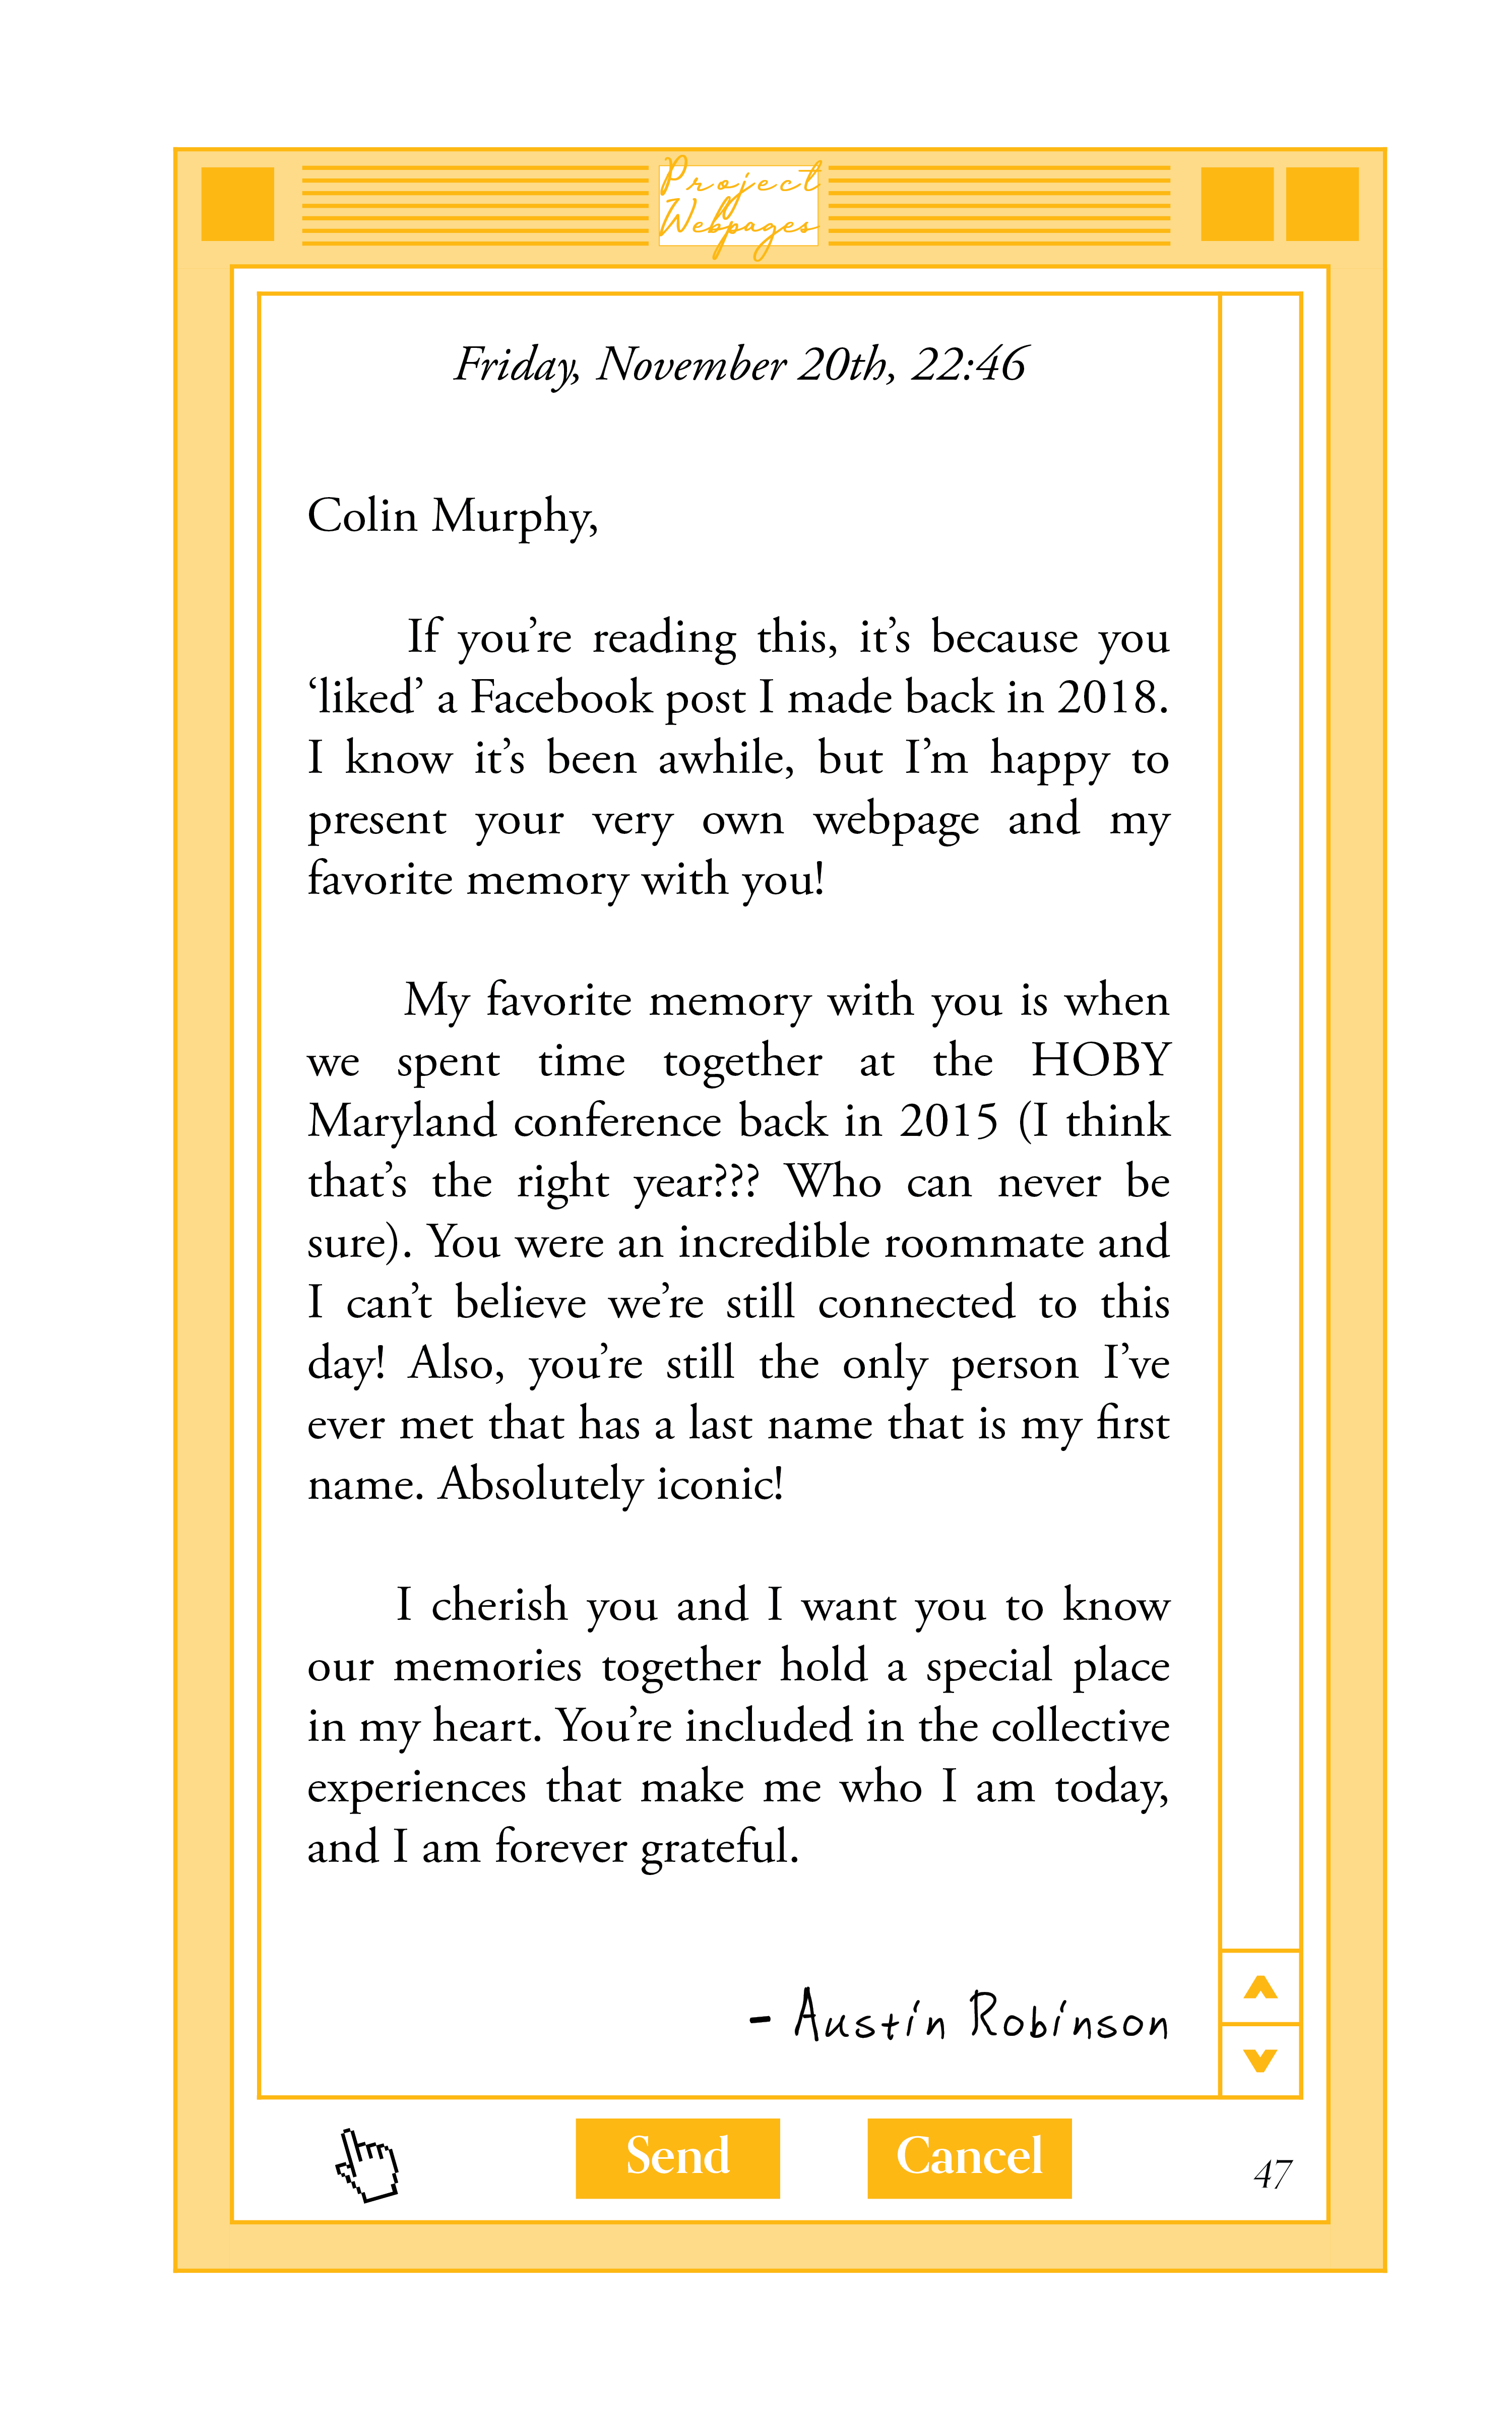 Project
Webpages
Friday, November 20th, 22:46
Colin Murphy,
If you’re reading this, it’s because you
‘liked’ a Facebook post I made back in 2018.
I know it’s been awhile, but I’m happy to
present your very own webpage and my
favorite memory with you!
My favorite memory with you is when
we spent time together at the HOBY
Maryland conference back in 2015 (I think
that’s the right year??? Who can never be
sure). You were an incredible roommate and
I can’t believe we’re still connected to this
day! Also, you’re still the only person I’ve
ever met that has a last name that is my first
name. Absolutely iconic!
I cherish you and I want you to know
our memories together hold a special place
in my heart. You’re included in the collective
experiences that make me who I am today,
and I am forever grateful.
- Austin Robinson
Send Cancel 47